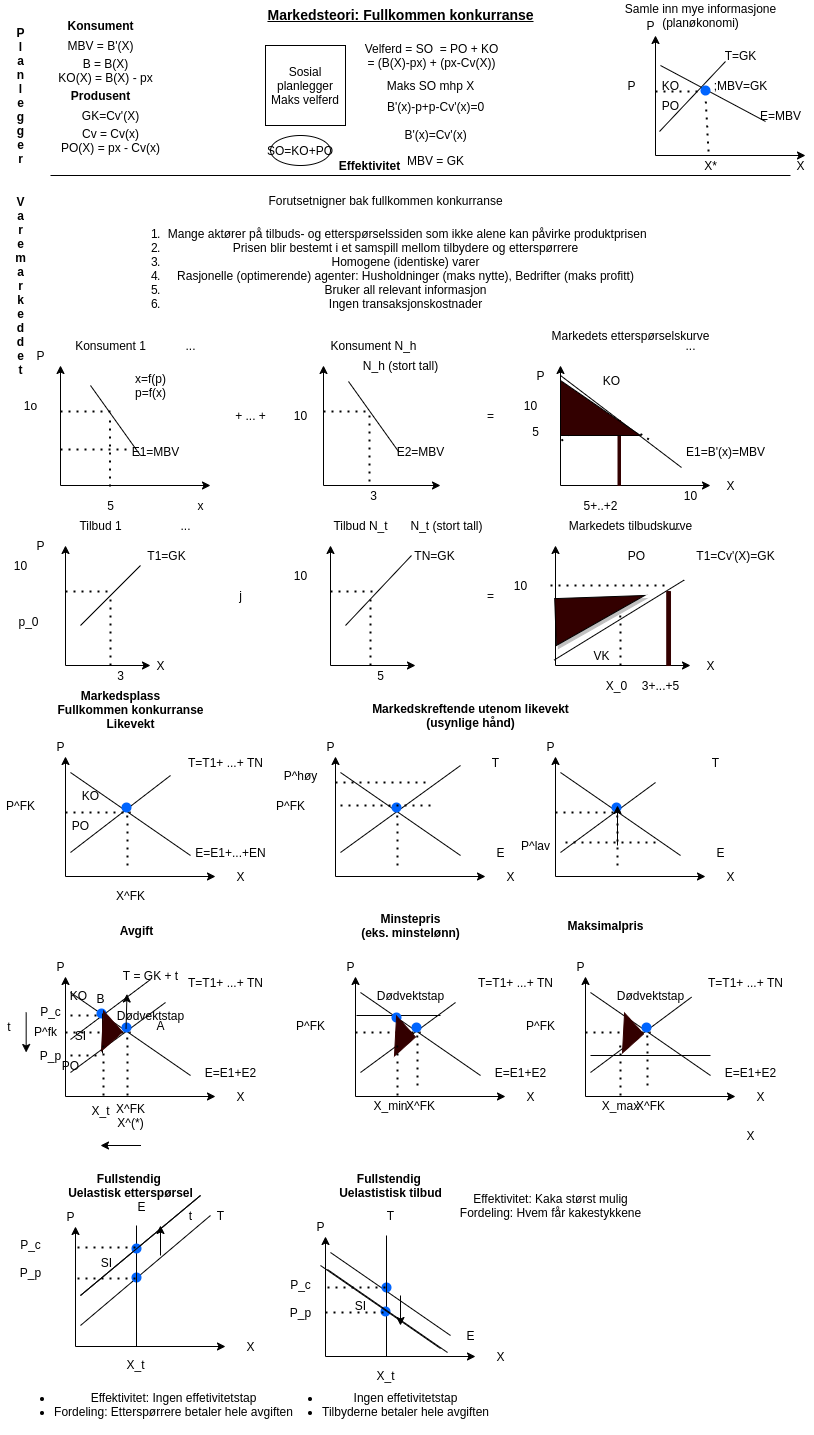 Markedsteori: Fullkommen konkurranse
Planlegger
Konsument
MBV = B'(X)
B = B(X)
KO(X) = B(X) - px
Produsent
GK=Cv'(X)
Cv = Cv(x)
PO(X) = px - Cv(x)
Sosial
planlegger
Maks velferd
SO=KO+PO
Velferd = SO  = PO + KO
= (B(X)-px) + (px-Cv(X))
Maks SO mhp X
B'(x)-p+p-Cv'(x)=0
B'(x)=Cv'(x)
MBV = GK
Effektivitet
Samle inn mye informasjone
(planøkonomi)
P
T=GK
P
KO
;MBV=GK
PO
E=MBV
X*
X
Varemarkeddet
Forutsetnigner bak fullkommen konkurranse
1. Mange aktører på tilbuds- og etterspørselssiden som ikke alene kan påvirke produktprisen
2. Prisen blir bestemt i et samspill mellom tilbydere og etterspørrere
3. Homogene (identiske) varer
4. Rasjonelle (optimerende) agenter: Husholdninger (maks nytte), Bedrifter (maks profitt)
5. Bruker all relevant informasjon
6. Ingen transaksjonskostnader
Konsument 1
...
P
x=f(p)
p=f(x)
1o
E1=MBV
5
x
+ ... +
Konsument N_h
N_h (stort tall)
10
E2=MBV
3
=
Markedets etterspørselskurve
...
P
KO
10
5
E1=B'(x)=MBV
X
5+..+2
10
Tilbud 1
...
P
10
T1=GK
p_0
X
3
j
Tilbud N_t
N_t (stort tall)
10
TN=GK
5
=
Markedets tilbudskurve
...
PO
T1=Cv'(X)=GK
10
VK
X
X_0
3+...+5
Markedsplass
Fullkommen konkurranse
Likevekt
P
T=T1+ ...+ TN
KO
P^FK
PO
E=E1+...+EN
X
X^FK
Markedskreftende utenom likevekt
(usynlige hånd)
P
T
P^høy
P^FK
E
X
P
T
P^lav
E
X
Avgift
P
T = GK + t
T=T1+ ...+ TN
KO
B
P_c
Dødvektstap
t
P^fk
SI
A
P_p
PO
E=E1+E2
X
X_t
X^FK
X^(*)
Minstepris
(eks. minstelønn)
P
T=T1+ ...+ TN
Dødvektstap
P^FK
E=E1+E2
X
X_min
X^FK
Maksimalpris
P
T=T1+ ...+ TN
Dødvektstap
P^FK
E=E1+E2
X
X_max
X^FK
X
Fullstendig
Uelastisk etterspørsel
E
P
t
T
P_c
SI
P_p
X
X_t
Fullstendig
Uelastistisk tilbud
T
P
P_c
SI
P_p
E
X
X_t
Effektivitet: Kaka størst mulig
Fordeling: Hvem får kakestykkene
Effektivitet: Ingen effetivitetstap
Fordeling: Etterspørrere betaler hele avgiften
Ingen effetivitetstap
Tilbyderne betaler hele avgiften